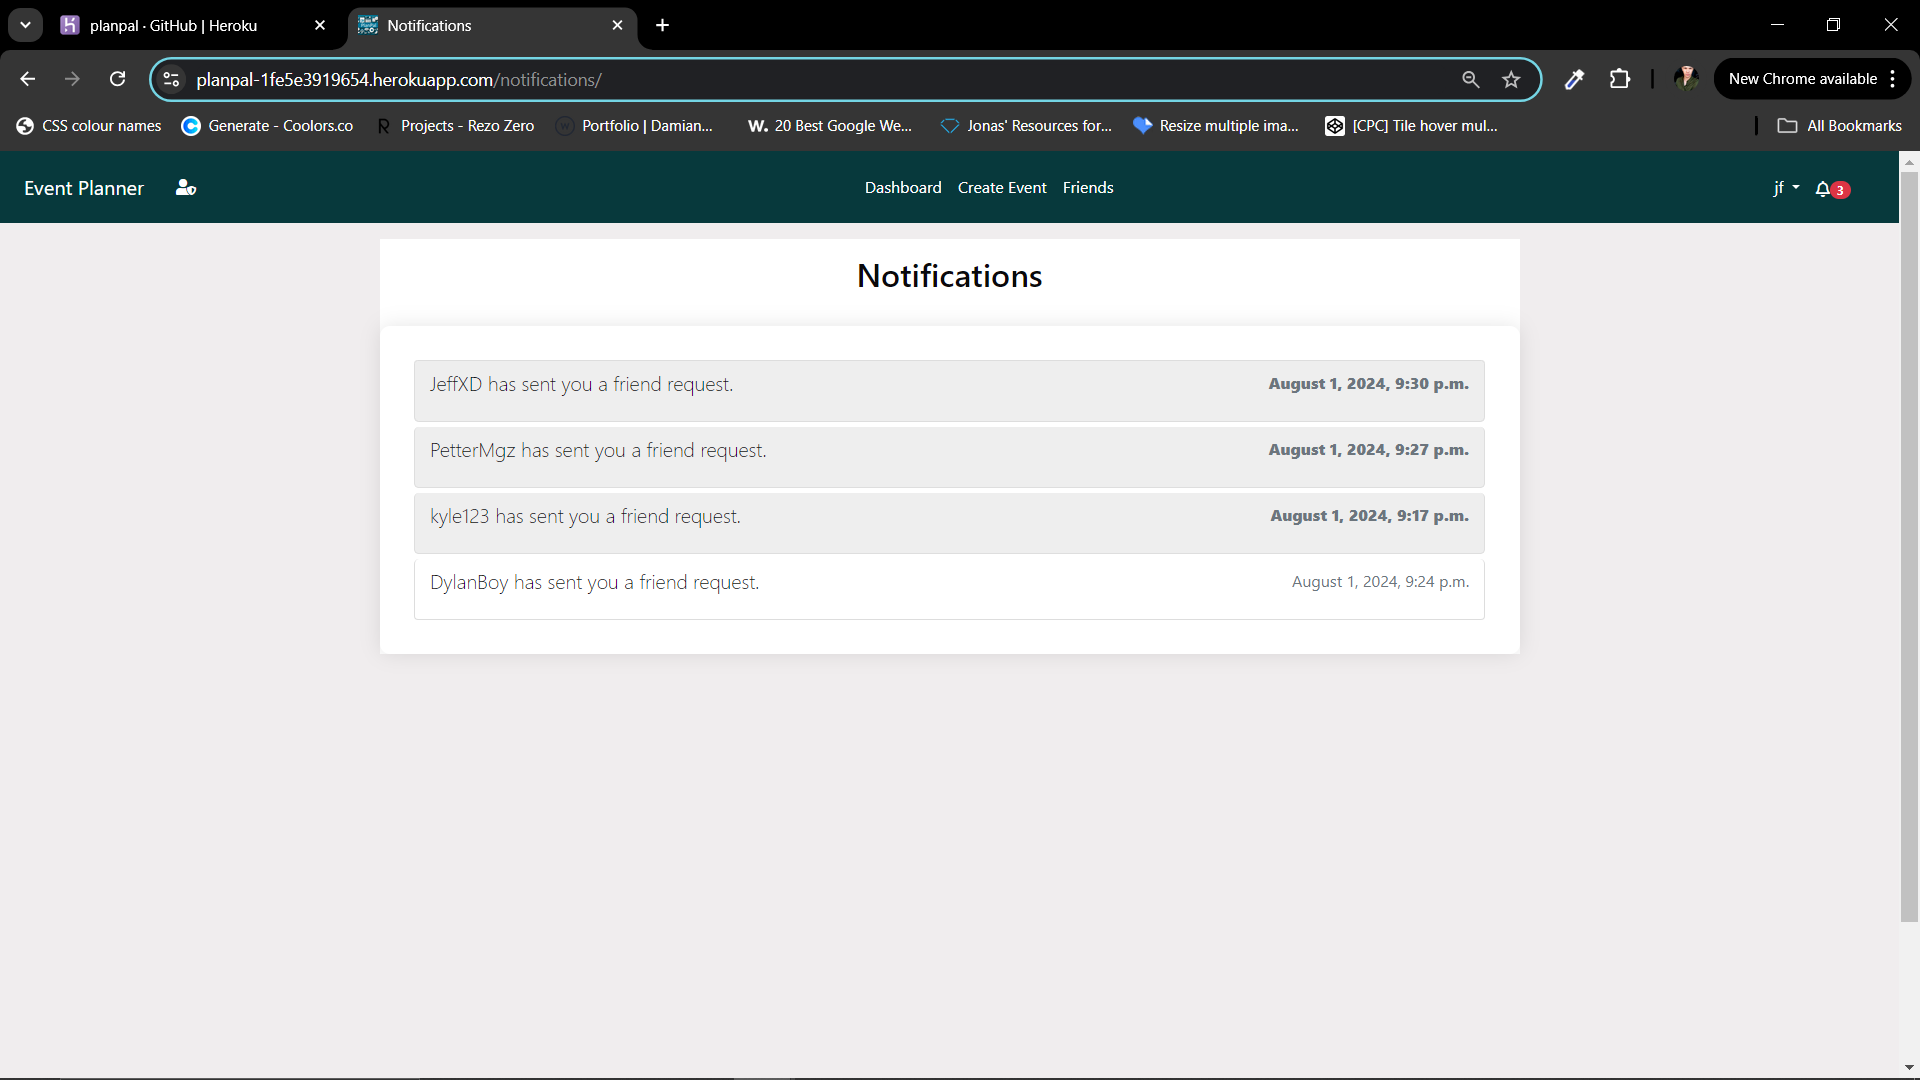 planpal · GitHub | Heroku
Notifications
planpal-1fe5e3919654.herokuapp.com/notifications/
New Chrome available
CSS colour names
Generate - Coolors.co
Projects - Rezo Zero
Portfolio | Damian...
W. 20 Best Google We...
Jonas' Resources for...
Resize multiple ima...
[CPC] Tile hover mul...
All Bookmarks
Event Planner
Dashboard
Create Event
Friends
jf
3
Notifications
JeffXD has sent you a friend request.
August 1, 2024, 9:30 p.m.
PetterMgz has sent you a friend request.
August 1, 2024, 9:27 p.m.
kyle123 has sent you a friend request.
August 1, 2024, 9:17 p.m.
DylanBoy has sent you a friend request.
August 1, 2024, 9:24 p.m.